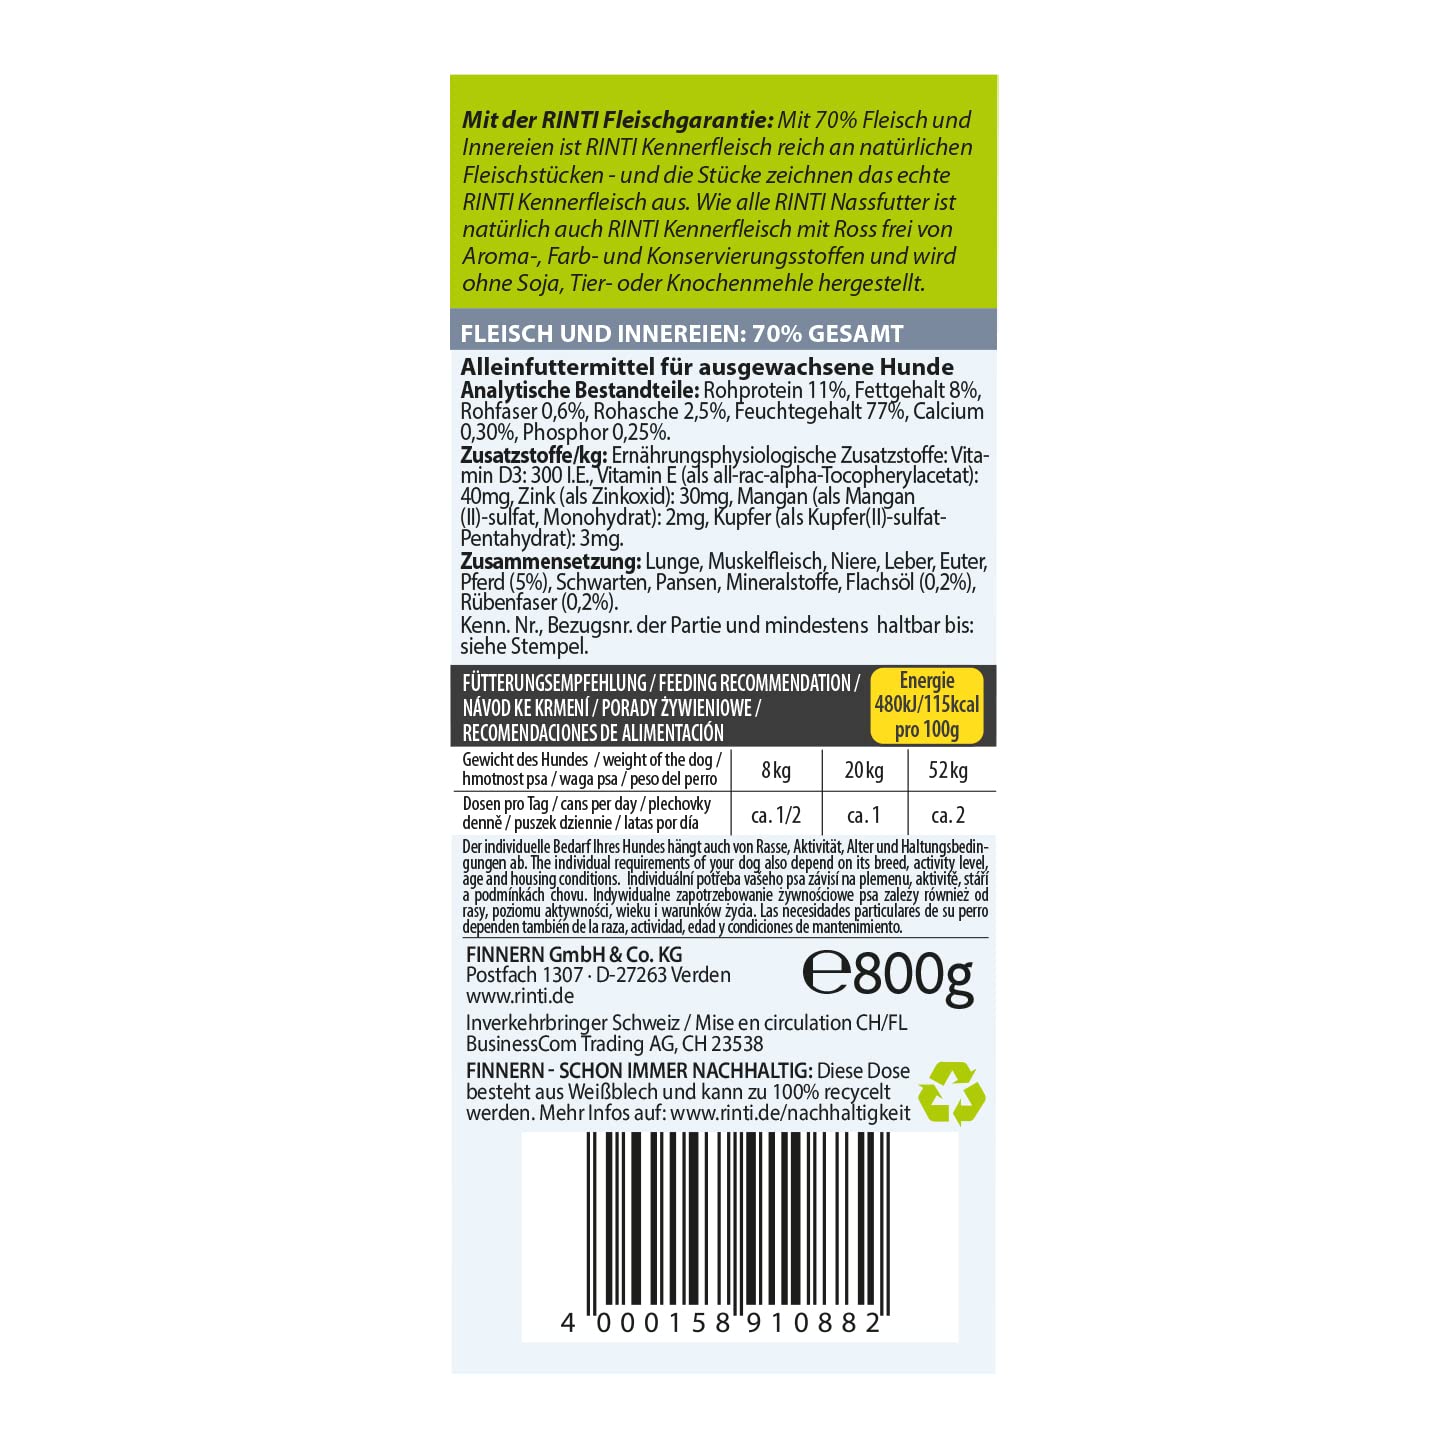 Mit der RINTI Fleischgarantie: Mit 70% Fleisch und
Innereien ist RINTI Kennerfleisch reich an natürlichen
Fleischstücken - und die Stücke zeichnen das echte
RINTI Kennerfleisch aus. Wie alle RINTI Nassfutter ist
natürlich auch RINTI Kennerfleisch mit Ross frei von
Aroma-, Farb- und Konservierungsstoffen und wird
ohne Soja, Tier- oder Knochenmehle hergestellt.
FLEISCH UND INNEREIEN: 70% GESAMT
Alleinfuttermittel für ausgewachsene Hunde
Analytische Bestandteile: Rohprotein 11%, Fettgehalt 8%,
Rohfaser 0,6%, Rohasche 2,5%, Feuchtegehalt 77%, Calcium
0,30%, Phosphor 0,25%.
Zusatzstoffe/kg: Ernährungsphysiologische Zusatzstoffe: Vita-
min D3: 300 I.E., Vitamin E (als all-rac-alpha-Tocopherylacetat):
40mg, Zink (als Zinkoxid): 30mg, Mangan (als Mangan
(II)-sulfat, Monohydrat): 2mg, Kupfer (als Kupfer(II)-sulfat-
Pentahydrat): 3mg.
Zusammensetzung: Lunge, Muskelfleisch, Niere, Leber, Euter,
Pferd (5%), Schwarten, Pansen, Mineralstoffe, Flachsöl (0,2%),
Rübenfaser (0,2%).
Kenn. Nr., Bezugsnr. der Partie und mindestens haltbar bis:
siehe Stempel.
FÜTTERUNGSEMPFEHLUNG / FEEDING RECOMMENDATION /
NÁVOD KE KRMENÍ / PORADY ŻYWIENIOWE /
RECOMENDACIONES DE ALIMENTACIÓN
Energie
480kJ/115kcal
pro 100g
Gewicht des Hundes / weight of the dog /
hmotnost psa / waga psa / peso del perro
8 kg 20 kg 52 kg
Dosen pro Tag / cans per day / plechovky
denně / puszek dziennie / latas por día
ca. 1/2 ca. 1 ca. 2
Der individuelle Bedarf Ihres Hundes hängt auch von Rasse, Aktivität, Alter und Haltungsbedin-
gungen ab. The individual requirements of your dog also depend on its breed, activity level,
age and housing conditions. Individuální potřeba vašeho psa závisí na plemenu, aktivitě, stáří
a podmínkách chovu. Indywidualne zapotrzebowanie żywnościowe psa zależy również od
rasy, poziomu aktywności, wieku i warunków życia. Las necesidades particulares de su perro
dependen también de la raza, actividad, edad y condiciones de mantenimiento.
FINNERN GmbH & Co. KG
Postfach 1307 · D-27263 Verden
www.rinti.de
℮800g
Inverkehrbringer Schweiz / Mise en circulation CH/FL
BusinessCom Trading AG, CH 23538
FINNERN - SCHON IMMER NACHHALTIG: Diese Dose
besteht aus Weißblech und kann zu 100% recycelt
werden. Mehr Infos auf: www.rinti.de/nachhaltigkeit
4 000158 910882